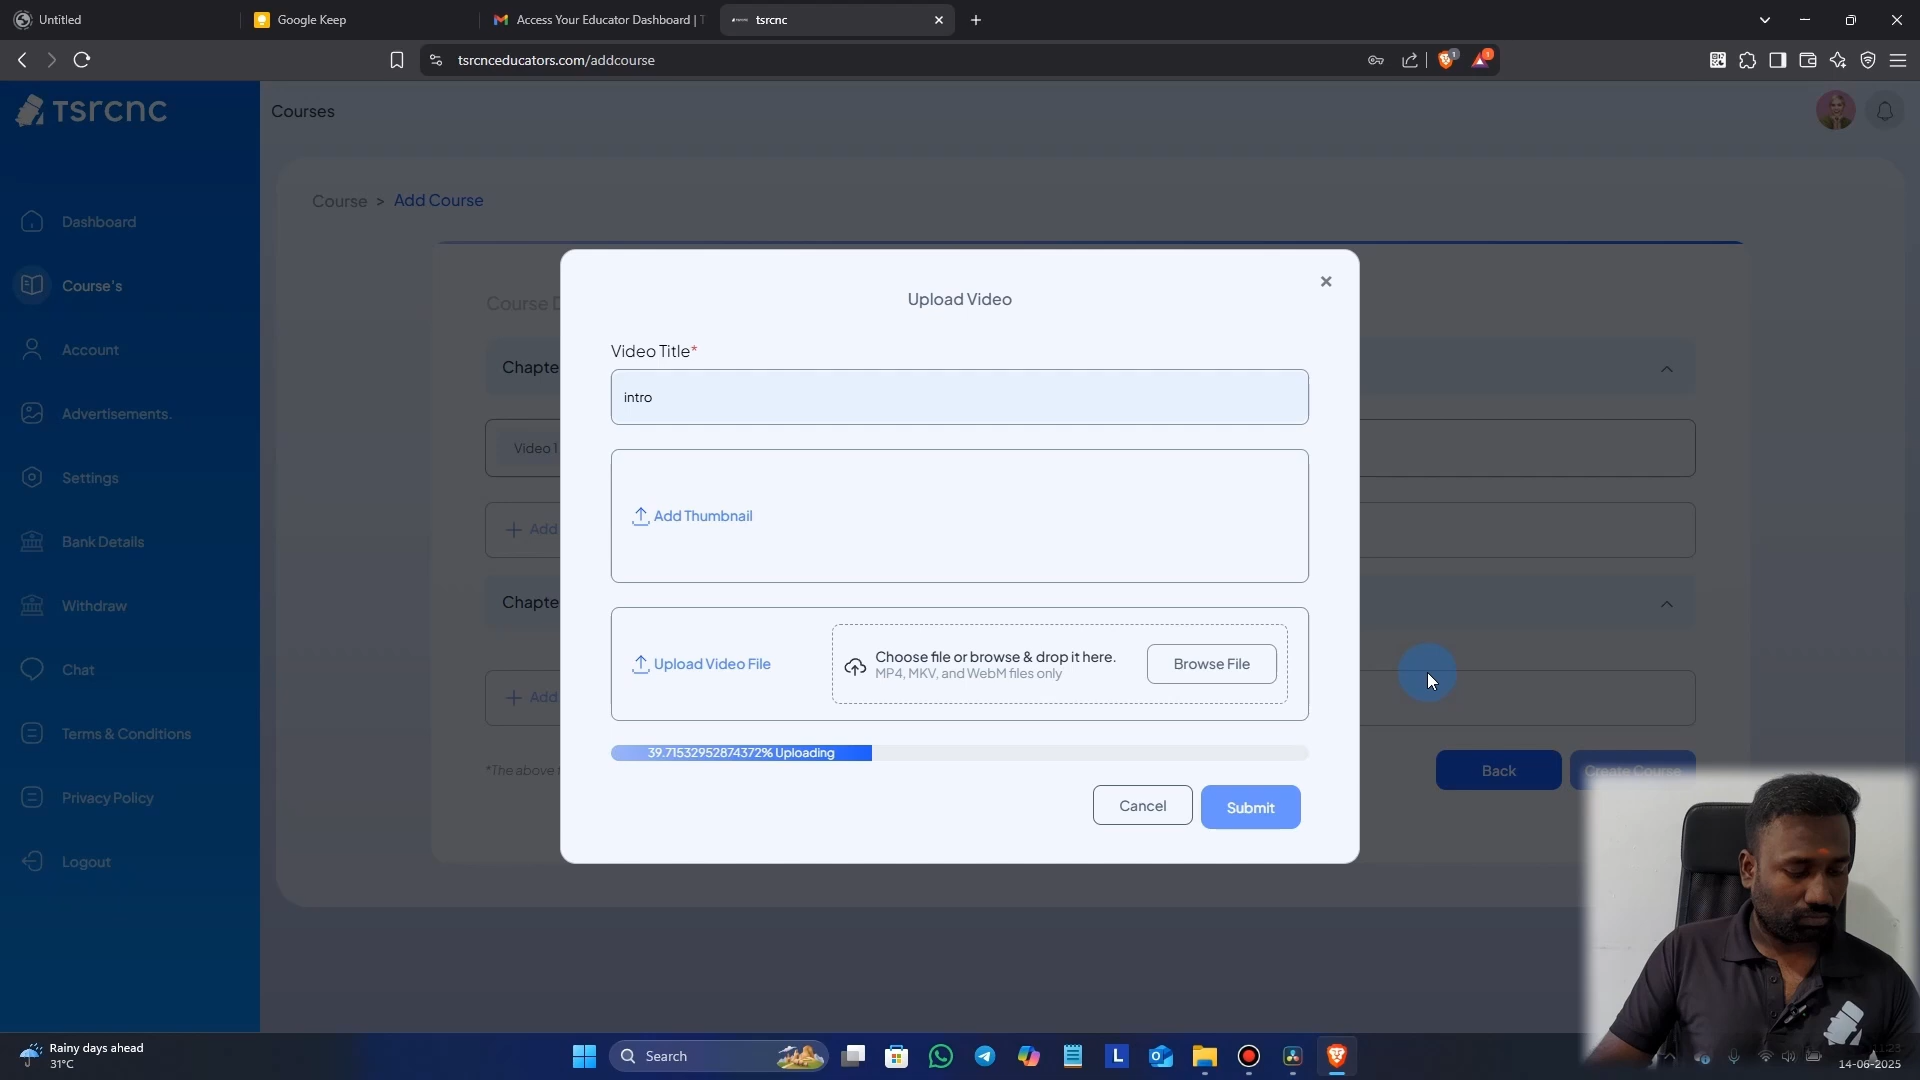 Untitled
Google Keep
Access Your Educator Dashboard | T
tsrcnc
tsrcnceducators.com/addcourse
1
1
TSrcnc
Courses
Dashboard
Course's
Account
Advertisements.
Settings
Bank Details
Withdraw
Chat
Terms & Conditions
Privacy Policy
Logout
Course > Add Course
Course D
Chapte
Video 1
Add
Chapte
Add
*The above
Back
Create Course
Upload Video
Video Title*
intro
Add Thumbnail
Upload Video File
Choose file or browse & drop it here.
MP4, MKV, and WebM files only
Browse File
39.71532952874372% Uploading
Cancel
Submit
Rainy days ahead
31°C
Search
L
14-06-2025